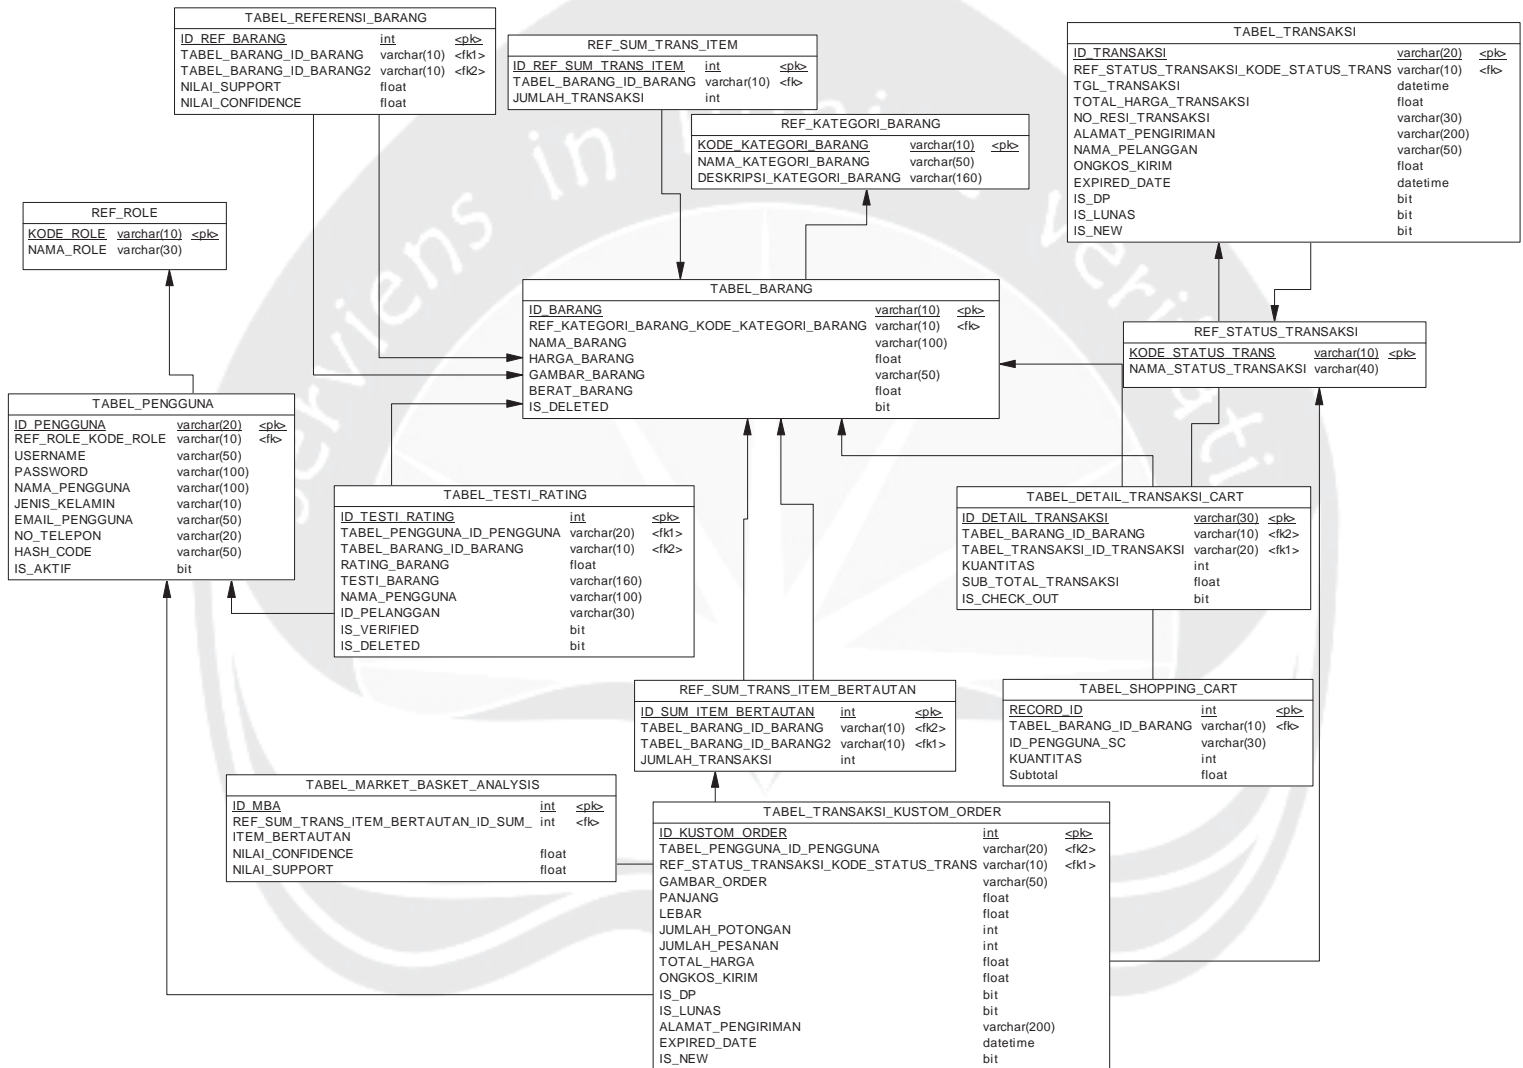 TABEL_REFERENSI_BARANG
ID_REF_BARANG int <pk>
TABEL_BARANG_ID_BARANG varchar(10) <fk1>
TABEL_BARANG_ID_BARANG2 varchar(10) <fk2>
NILAI_SUPPORT float
NILAI_CONFIDENCE float
REF_SUM_TRANS_ITEM
ID_REF_SUM_TRANS_ITEM int <pk>
TABEL_BARANG_ID_BARANG varchar(10) <fk>
JUMLAH_TRANSAKSI int
REF_KATEGORI_BARANG
KODE_KATEGORI_BARANG varchar(10) <pk>
NAMA_KATEGORI_BARANG varchar(50)
DESKRIPSI_KATEGORI_BARANG varchar(160)
TABEL_TRANSAKSI
ID_TRANSAKSI varchar(20) <pk>
REF_STATUS_TRANSAKSI_KODE_STATUS_TRANS varchar(10) <fk>
TGL_TRANSAKSI datetime
TOTAL_HARGA_TRANSAKSI float
NO_RESI_TRANSAKSI varchar(30)
ALAMAT_PENGIRIMAN varchar(200)
NAMA_PELANGGAN varchar(50)
ONGKOS_KIRIM float
EXPIRED_DATE datetime
IS_DP bit
IS_LUNAS bit
IS_NEW bit
REF_ROLE
KODE_ROLE varchar(10) <pk>
NAMA_ROLE varchar(30)
TABEL_BARANG
ID_BARANG varchar(10) <pk>
REF_KATEGORI_BARANG_KODE_KATEGORI_BARANG varchar(10) <fk>
NAMA_BARANG varchar(100)
HARGA_BARANG float
GAMBAR_BARANG varchar(50)
BERAT_BARANG float
IS_DELETED bit
REF_STATUS_TRANSAKSI
KODE_STATUS_TRANS varchar(10) <pk>
NAMA_STATUS_TRANSAKSI varchar(40)
TABEL_PENGGUNA
ID_PENGGUNA varchar(20) <pk>
REF_ROLE_KODE_ROLE varchar(10) <fk>
USERNAME varchar(50)
PASSWORD varchar(100)
NAMA_PENGGUNA varchar(100)
JENIS_KELAMIN varchar(10)
EMAIL_PENGGUNA varchar(50)
NO_TELEPON varchar(20)
HASH_CODE varchar(50)
IS_AKTIF bit
TABEL_TESTI_RATING
ID_TESTI_RATING int <pk>
TABEL_PENGGUNA_ID_PENGGUNA varchar(20) <fk1>
TABEL_BARANG_ID_BARANG varchar(10) <fk2>
RATING_BARANG float
TESTI_BARANG varchar(160)
NAMA_PENGGUNA varchar(100)
ID_PELANGGAN varchar(30)
IS_VERIFIED bit
IS_DELETED bit
TABEL_DETAIL_TRANSAKSI_CART
ID_DETAIL_TRANSAKSI varchar(30) <pk>
TABEL_BARANG_ID_BARANG varchar(10) <fk2>
TABEL_TRANSAKSI_ID_TRANSAKSI varchar(20) <fk1>
KUANTITAS int
SUB_TOTAL_TRANSAKSI float
IS_CHECK_OUT bit
REF_SUM_TRANS_ITEM_BERTAUTAN
ID_SUM_ITEM_BERTAUTAN int <pk>
TABEL_BARANG_ID_BARANG varchar(10) <fk2>
TABEL_BARANG_ID_BARANG2 varchar(10) <fk1>
JUMLAH_TRANSAKSI int
TABEL_SHOPPING_CART
RECORD_ID int <pk>
TABEL_BARANG_ID_BARANG varchar(10) <fk>
ID_PENGGUNA_SC varchar(30)
KUANTITAS int
Subtotal float
TABEL_MARKET_BASKET_ANALYSIS
ID_MBA int <pk>
REF_SUM_TRANS_ITEM_BERTAUTAN_ID_SUM_ int <fk>
ITEM_BERTAUTAN
NILAI_CONFIDENCE float
NILAI_SUPPORT float
TABEL_TRANSAKSI_KUSTOM_ORDER
ID_KUSTOM_ORDER int <pk>
TABEL_PENGGUNA_ID_PENGGUNA varchar(20) <fk2>
REF_STATUS_TRANSAKSI_KODE_STATUS_TRANS varchar(10) <fk1>
GAMBAR_ORDER varchar(50)
PANJANG float
LEBAR float
JUMLAH_POTONGAN int
JUMLAH_PESANAN int
TOTAL_HARGA float
ONGKOS_KIRIM float
IS_DP bit
IS_LUNAS bit
ALAMAT_PENGIRIMAN varchar(200)
EXPIRED_DATE datetime
IS_NEW bit